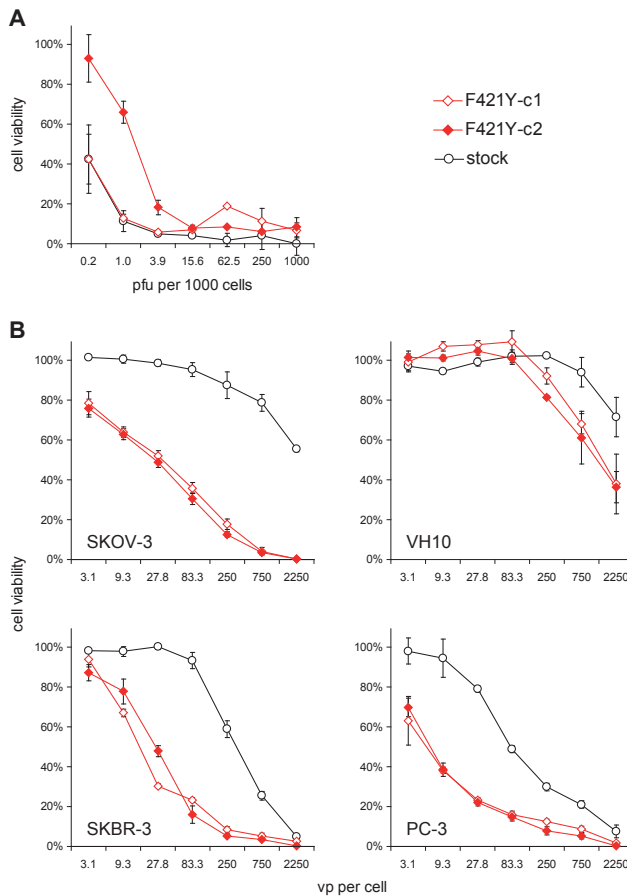 A
100%
80%
60%
40%
20%
0%
cell viability
0.2 1.0 3.9 15.6 62.5 250 1000
pfu per 1000 cells
F421Y-c1
F421Y-c2
stock
B
100%
80%
60%
40%
20%
0%
SKOV-3
3.1 9.3 27.8 83.3 250 750 2250
100%
80%
60%
40%
20%
0%
VH10
3.1 9.3 27.8 83.3 250 750 2250
cell viability
100%
80%
60%
40%
20%
0%
SKBR-3
3.1 9.3 27.8 83.3 250 750 2250
100%
80%
60%
40%
20%
0%
PC-3
3.1 9.3 27.8 83.3 250 750 2250
vp per cell